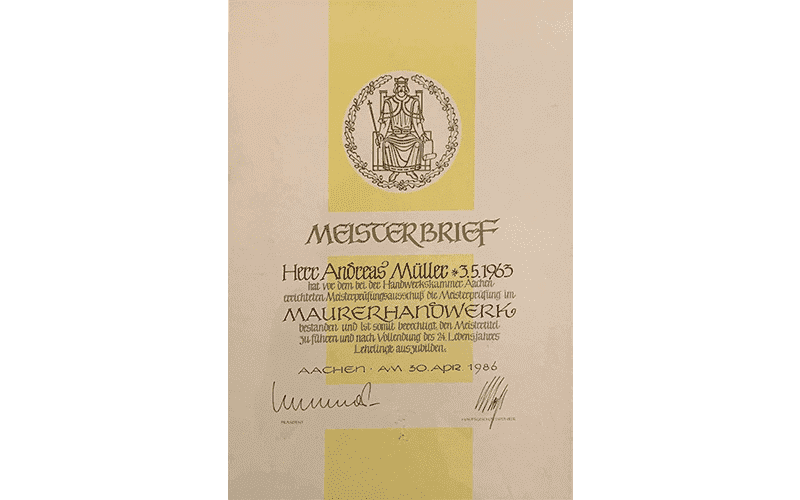 MEISTERBRIEF
Herr Andreas Müller *3.5.1963
hat vor dem bei der Handwerkskammer Aachen
errichteten Meisterprüfungsausschuß die Meisterprüfung im
MAURERHANDWERK
bestanden und ist somit berechtigt, den Meistertitel
zu führen und nach Vollendung des 24. Lebensjahres
Lehrlinge auszubilden.
AACHEN · AM 30. APR. 1986
PRÄSIDENT